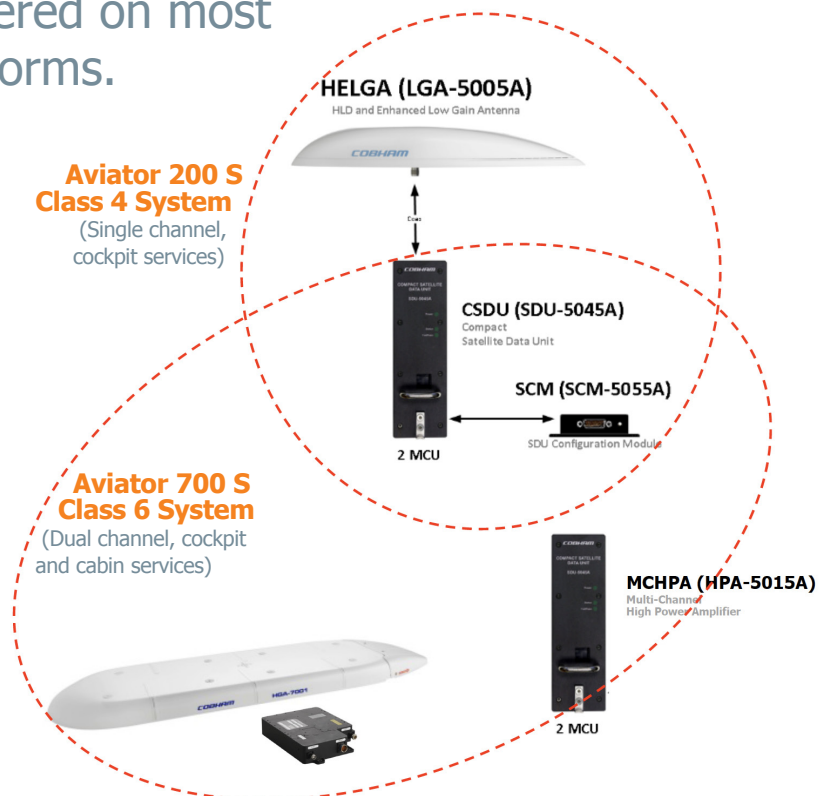 ered on most
orms.
HELGA (LGA-5005A)
HLD and Enhanced Low Gain Antenna
COBHAM
Aviator 200 S
Class 4 System
(Single channel,
cockpit services)
Coax
COBHAM
COMPACT SATELLITE
DATA UNIT
CSDU (SDU-5045A)
Compact
Satellite Data Unit
SCM (SCM-5055A)
SDU Configuration Module
2 MCU
Aviator 700 S
Class 6 System
(Dual channel, cockpit
and cabin services)
COBHAM
COMPACT SATELLITE
DATA UNIT
MCHPA (HPA-5015A)
Multi-Channel
High Power Amplifier
COBHAM
HGA-7001
2 MCU